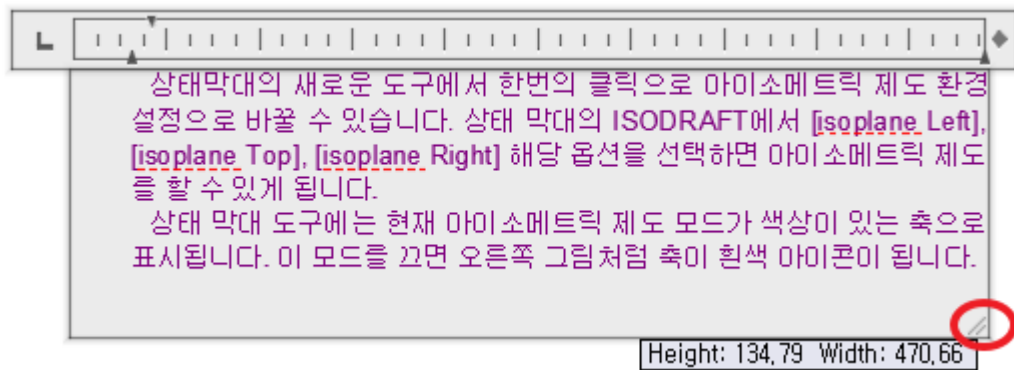 상태막대의 새로운 도구에서 한번의 클릭으로 아이소메트릭 제도 환경
설정으로 바꿀 수 있습니다. 상태 막대의 ISODRAFT에서 [isoplane Left],
[isoplane Top], [isoplane Right] 해당 옵션을 선택하면 아이소메트릭 제도
를 할 수 있게 됩니다.
상태 막대 도구에는 현재 아이소메트릭 제도 모드가 색상이 있는 축으로
표시됩니다. 이 모드를 끄면 오른쪽 그림처럼 축이 흰색 아이콘이 됩니다.
Height: 134,79 Width: 470,66